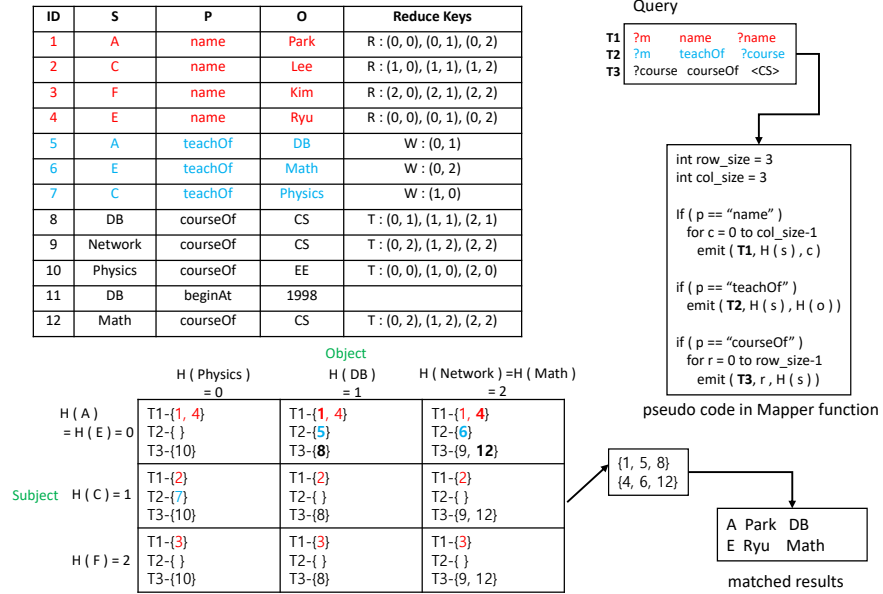 ID S P O Reduce Keys
1 A name Park R : (0, 0), (0, 1), (0, 2)
2 C name Lee R : (1, 0), (1, 1), (1, 2)
3 F name Kim R : (2, 0), (2, 1), (2, 2)
4 E name Ryu R : (0, 0), (0, 1), (0, 2)
5 A teachOf DB W : (0, 1)
6 E teachOf Math W : (0, 2)
7 C teachOf Physics W : (1, 0)
8 DB courseOf CS T : (0, 1), (1, 1), (2, 1)
9 Network courseOf CS T : (0, 2), (1, 2), (2, 2)
10 Physics courseOf EE T : (0, 0), (1, 0), (2, 0)
11 DB beginAt 1998
12 Math courseOf CS T : (0, 2), (1, 2), (2, 2)
Query
T1 ?m name ?name
T2 ?m teachOf ?course
T3 ?course courseOf <CS>
int row_size = 3
int col_size = 3
If ( p == “name” )
for c = 0 to col_size-1
emit ( T1, H ( s ) , c )
if ( p == “teachOf” )
emit ( T2, H ( s ) , H ( o ) )
if ( p == “courseOf” )
for r = 0 to row_size-1
emit ( T3, r , H ( s ) )
pseudo code in Mapper function
Object
H ( Physics ) H ( DB ) H ( Network ) =H ( Math )
= 0 = 1 = 2
H ( A )
= H ( E ) = 0
T1-{1, 4} T1-{1, 4} T1-{1, 4}
T2-{ } T2-{5} T2-{6}
T3-{10} T3-{8} T3-{9, 12}
Subject H ( C ) = 1
T1-{2} T1-{2} T1-{2}
T2-{7} T2-{ } T2-{ }
T3-{10} T3-{8} T3-{9, 12}
H ( F ) = 2
T1-{3} T1-{3} T1-{3}
T2-{ } T2-{ } T2-{ }
T3-{10} T3-{8} T3-{9, 12}
{1, 5, 8}
{4, 6, 12}
A Park DB
E Ryu Math
matched results